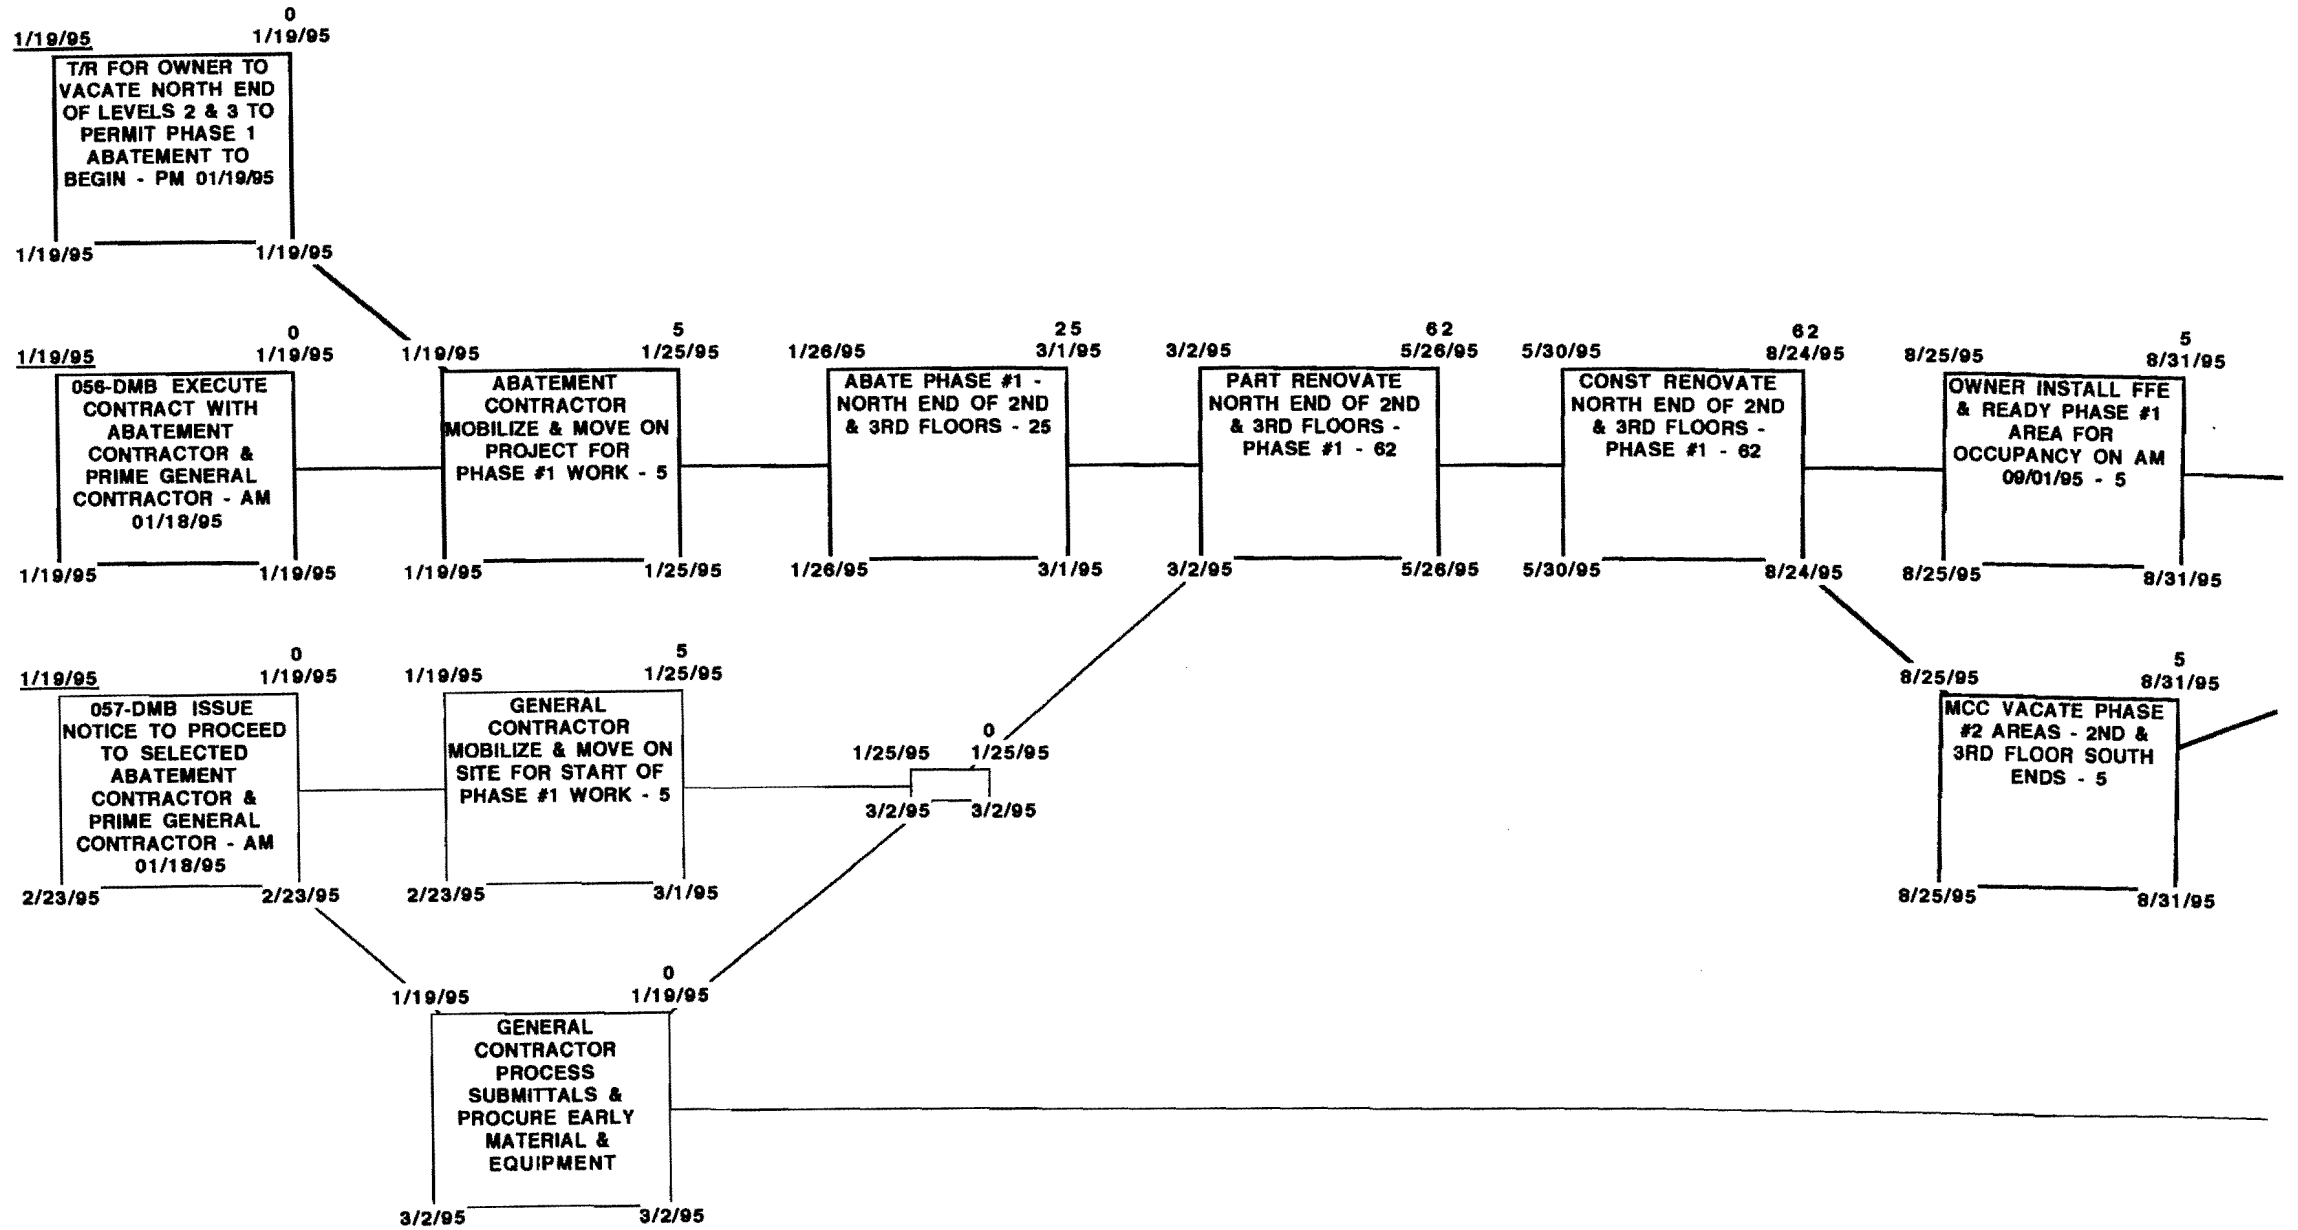 0
1/19/95 1/19/95
T/R FOR OWNER TO
VACATE NORTH END
OF LEVELS 2 & 3 TO
PERMIT PHASE 1
ABATEMENT TO
BEGIN - PM 01/19/95
1/19/95 1/19/95
0
1/19/95 1/19/95
056-DMB EXECUTE
CONTRACT WITH
ABATEMENT
CONTRACTOR &
PRIME GENERAL
CONTRACTOR - AM
01/18/95
1/19/95 1/19/95
5
1/19/95 1/25/95
ABATEMENT
CONTRACTOR
MOBILIZE & MOVE ON
PROJECT FOR
PHASE #1 WORK - 5
1/19/95 1/25/95
25
1/26/95 3/1/95
ABATE PHASE #1 -
NORTH END OF 2ND
& 3RD FLOORS - 25
1/26/95 3/1/95
62
3/2/95 5/26/95
PART RENOVATE
NORTH END OF 2ND
& 3RD FLOORS -
PHASE #1 - 62
3/2/95 5/26/95
62
5/30/95 8/24/95
CONST RENOVATE
NORTH END OF 2ND
& 3RD FLOORS -
PHASE #1 - 62
5/30/95 8/24/95
5
8/25/95 8/31/95
OWNER INSTALL FFE
& READY PHASE #1
AREA FOR
OCCUPANCY ON AM
09/01/95 - 5
8/25/95 8/31/95
0
1/19/95 1/19/95
057-DMB ISSUE
NOTICE TO PROCEED
TO SELECTED
ABATEMENT
CONTRACTOR &
PRIME GENERAL
CONTRACTOR - AM
01/18/95
2/23/95 2/23/95
5
1/19/95 1/25/95
GENERAL
CONTRACTOR
MOBILIZE & MOVE ON
SITE FOR START OF
PHASE #1 WORK - 5
2/23/95 3/1/95
0
1/25/95 1/25/95
3/2/95 3/2/95
5
8/25/95 8/31/95
MCC VACATE PHASE
#2 AREAS - 2ND &
3RD FLOOR SOUTH
ENDS - 5
8/25/95 8/31/95
0
1/19/95 1/19/95
GENERAL
CONTRACTOR
PROCESS
SUBMITTALS &
PROCURE EARLY
MATERIAL &
EQUIPMENT
3/2/95 3/2/95